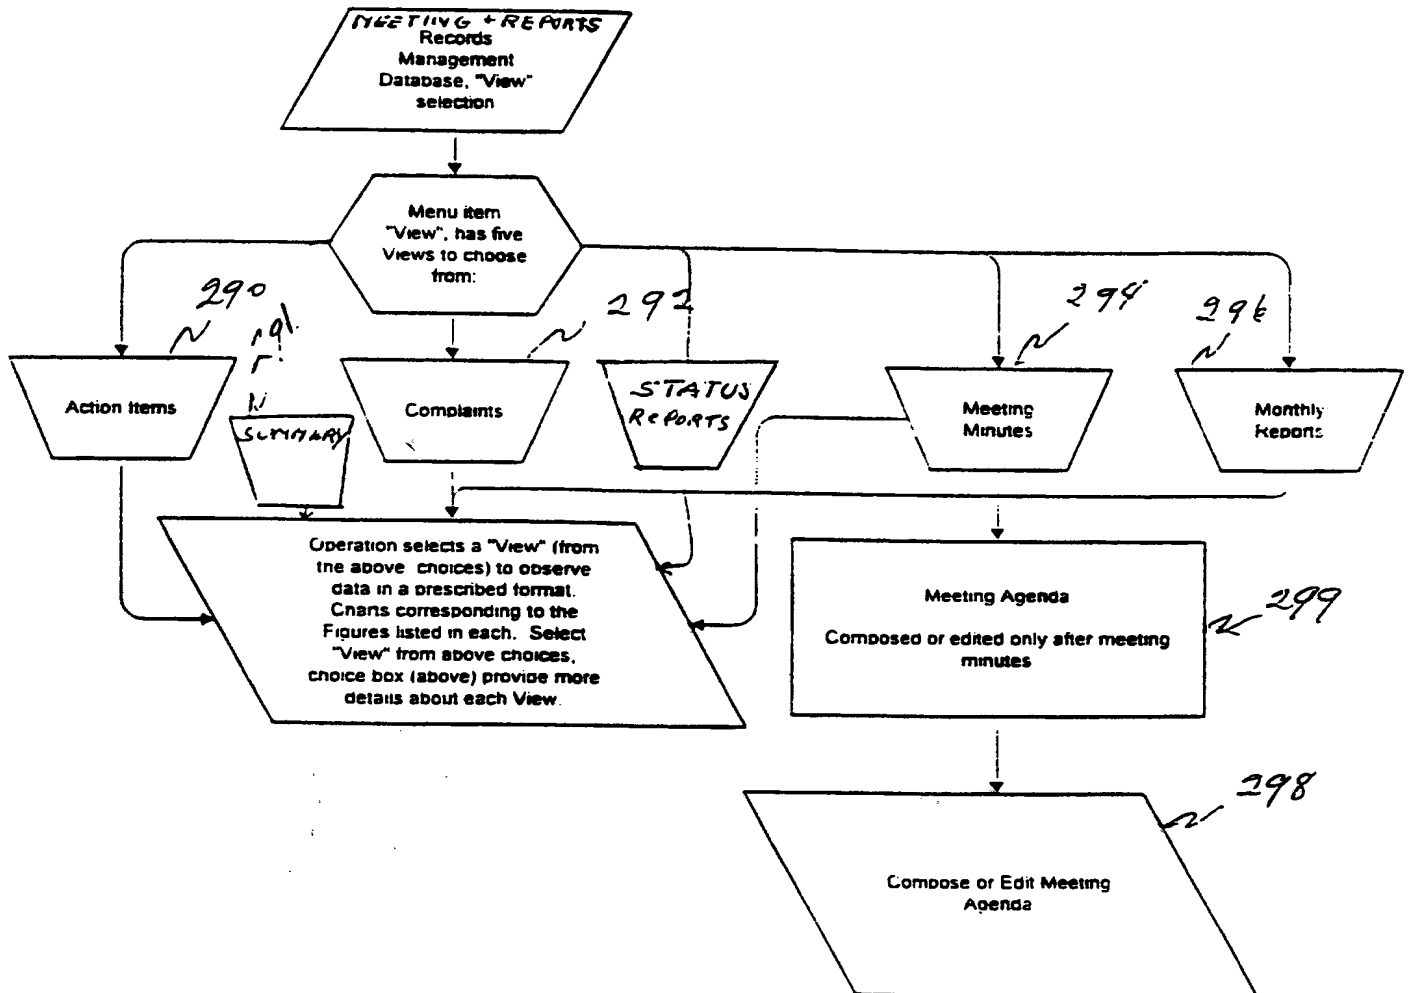 MEETING + REPORTS
Records
Management
Database, "View"
selection
Menu item
"View", has five
Views to choose
from:
290
292
294
296
Action Items
SUMMARY
Complaints
STATUS
REPORTS
Meeting
Minutes
Monthly
Reports
Operation selects a "View" (from
the above choices) to observe
data in a prescribed format.
Charts corresponding to the
Figures listed in each. Select
"View" from above choices,
choice box (above) provide more
details about each View.
Meeting Agenda
Composed or edited only after meeting
minutes
299
298
Compose or Edit Meeting
Agenda